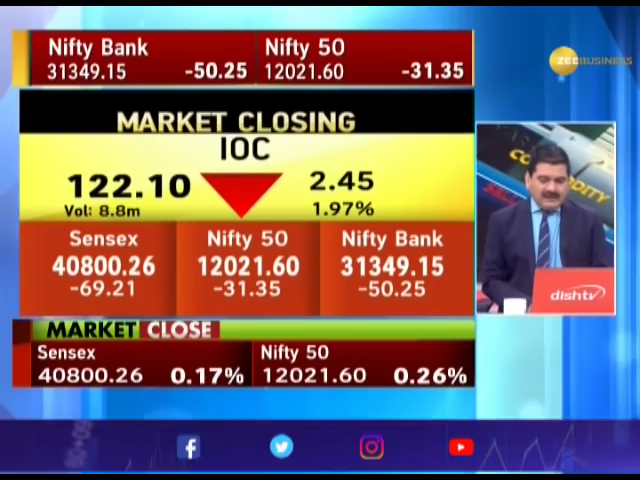 Nifty Bank
31349.15 -50.25
Nifty 50
12021.60 -31.35
ZEE BUSINESS
MARKET CLOSING
IOC
122.10 2.45
Vol: 8.8m 1.97%
Sensex
40800.26
-69.21
Nifty 50
12021.60
-31.35
Nifty Bank
31349.15
-50.25
COMMODITY
dishtv
MARKET CLOSE
Sensex
40800.26 0.17%
Nifty 50
12021.60 0.26%